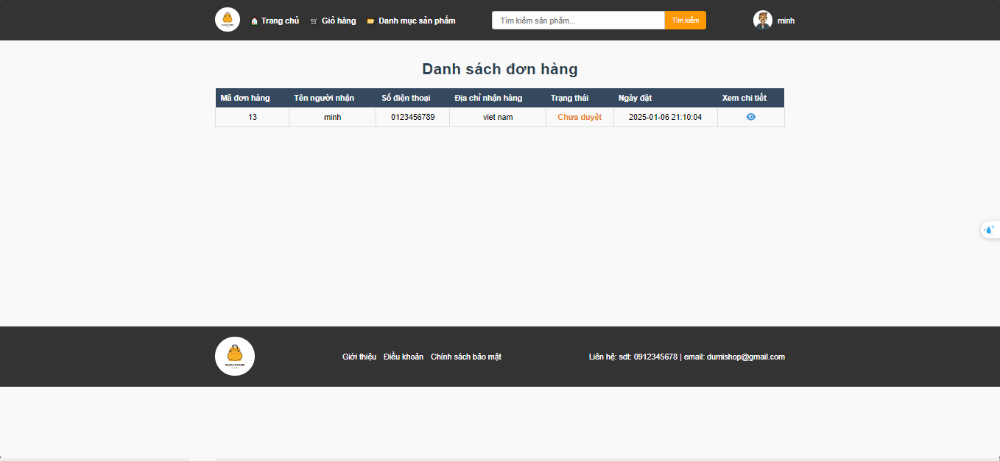 Trang chủ Giỏ hàng Danh mục sản phẩm Tìm kiếm sản phẩm... Tìm kiếm minh
Danh sách đơn hàng
Mã đơn hàng Tên người nhận Số điện thoại Địa chỉ nhận hàng Trạng thái Ngày đặt Xem chi tiết
13 minh 0123456789 viet nam Chưa duyệt 2025-01-06 21:10:04
DUMI STORE
Giới thiệu Điều khoản Chính sách bảo mật Liên hệ: sdt: 0912345678 | email: dumishop@gmail.com